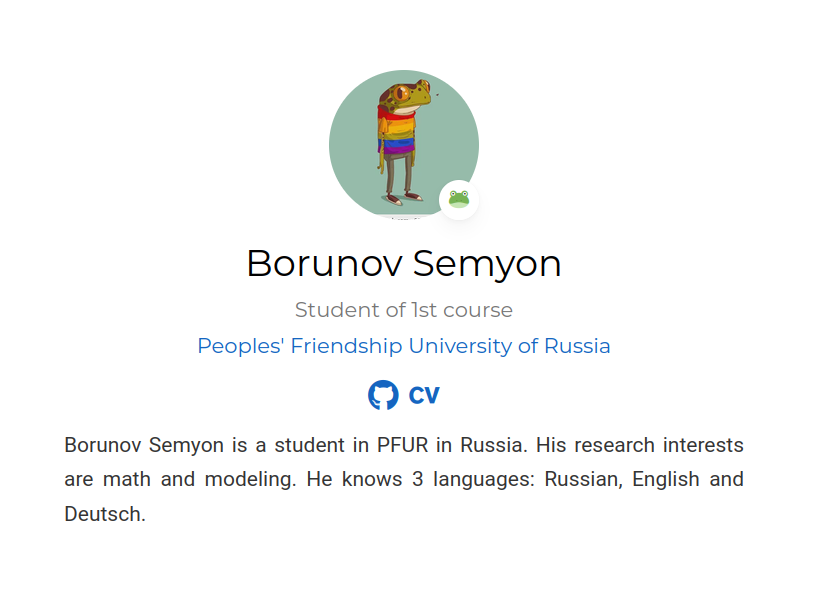 Borunov Semyon
Student of 1st course
Peoples' Friendship University of Russia
CV
Borunov Semyon is a student in PFUR in Russia. His research interests
are math and modeling. He knows 3 languages: Russian, English and
Deutsch.